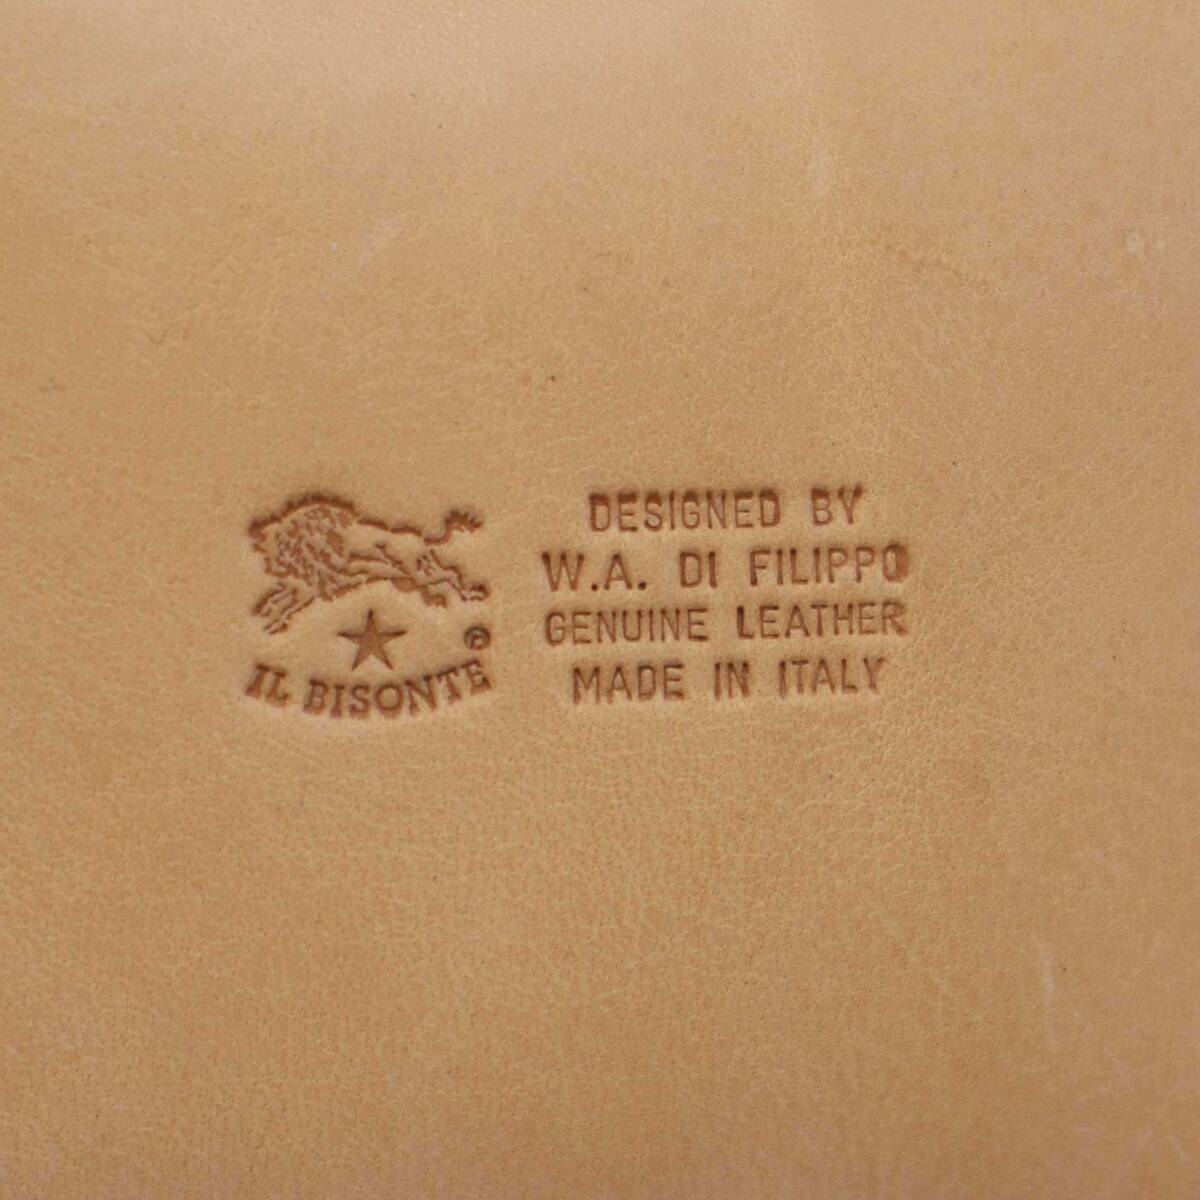 IL BISONTE ®
DESIGNED BY
W.A. DI FILIPPO
GENUINE LEATHER
MADE IN ITALY